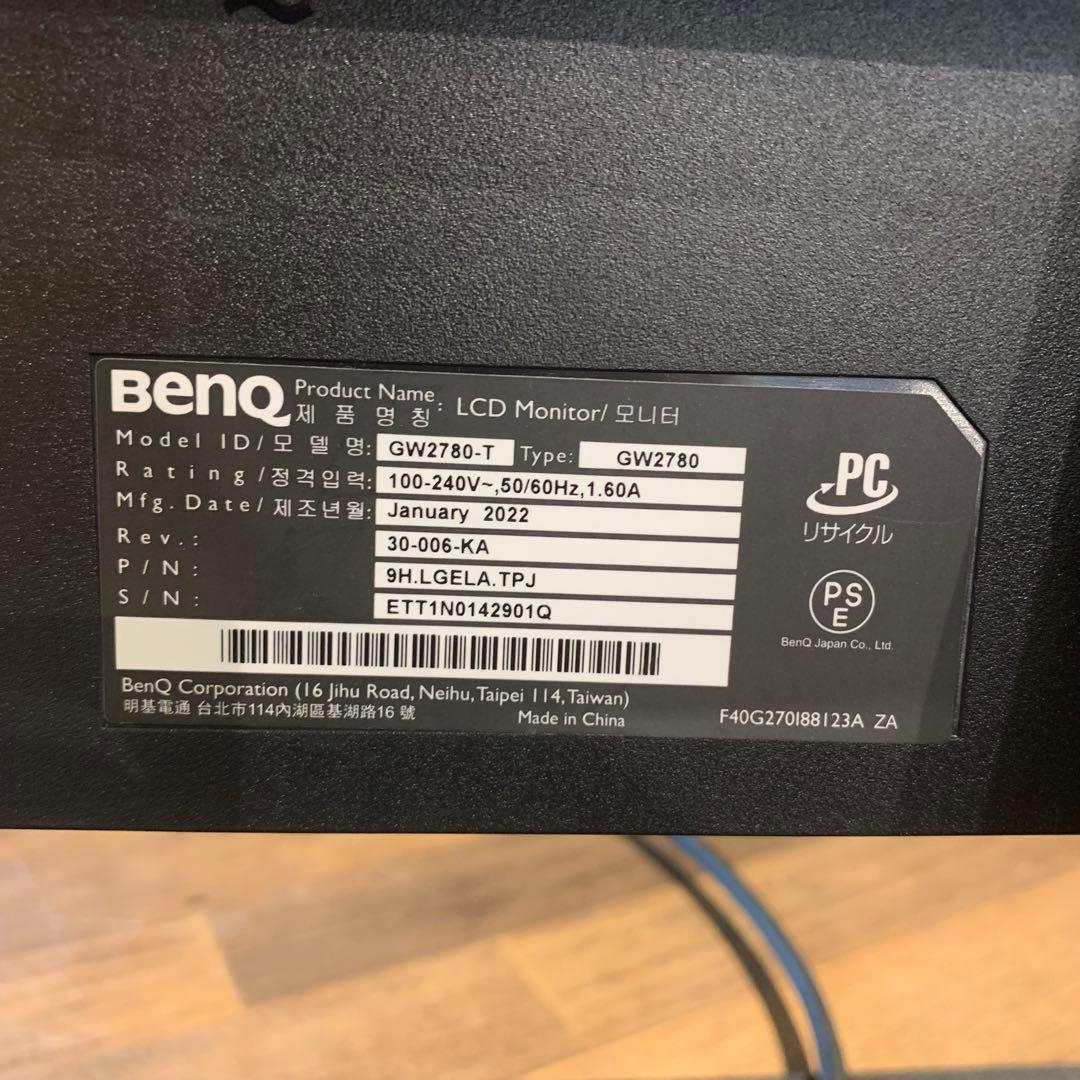 BenQ Product Name
제 품 명 칭 : LCD Monitor/ 모니터
Model ID/모 델 명: GW2780-T Type: GW2780
Rating/정격입력: 100-240V~,50/60Hz,1.60A
Mfg. Date/제조년월: January 2022
Rev.: 30-006-KA
P/N: 9H.LGELA.TPJ
S/N: ETT1N0142901Q
PC
リサイクル
PS
E
BenQ Japan Co., Ltd.
BenQ Corporation (16 Jihu Road, Neihu, Taipei 114, Taiwan)
明基電通 台北市114內湖區基湖路16 號
Made in China
F40G270I88123A ZA